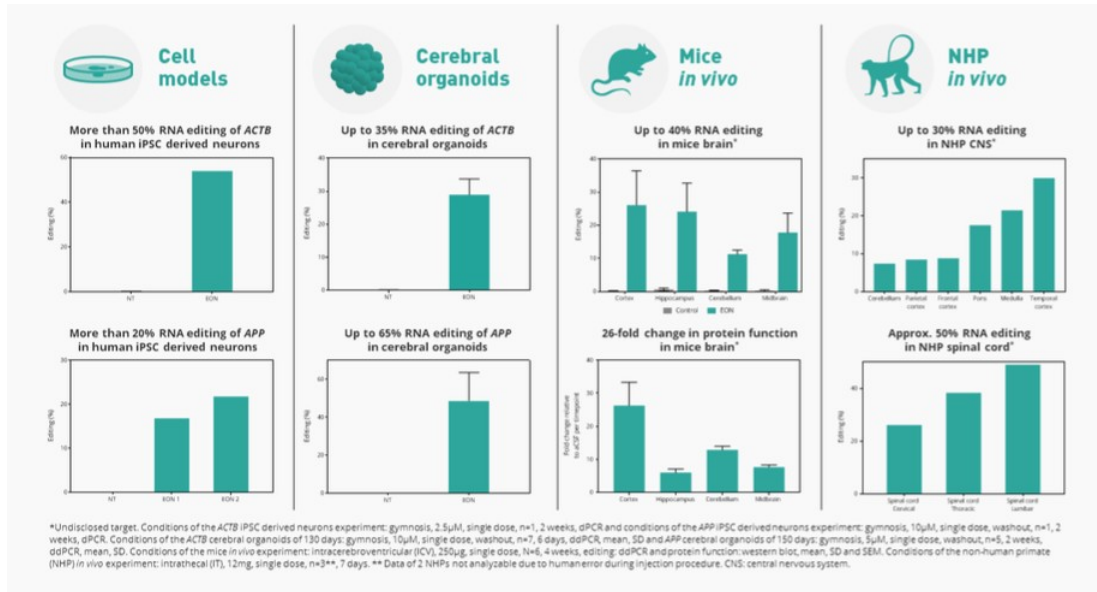 Cell
models
Cerebral
organoids
Mice
in vivo
NHP
in vivo
More than 50% RNA editing of ACTB
in human iPSC derived neurons
60
40
20
0
Editing (%)
NT
EON
Up to 35% RNA editing of ACTB
in cerebral organoids
40
30
20
10
0
Editing (%)
NT
EON
Up to 40% RNA editing
in mice brain*
40
30
20
10
0
Editing (%)
Cortex
Hippocampus
Cerebellum
Midbrain
Control
EON
Up to 30% RNA editing
in NHP CNS*
30
20
10
0
Editing (%)
Cerebellum
Parietal
cortex
Frontal
cortex
Pons
Medulla
Temporal
cortex
More than 20% RNA editing of APP
in human iPSC derived neurons
30
20
10
0
Editing (%)
NT
EON 1
EON 2
Up to 65% RNA editing of APP
in cerebral organoids
60
40
20
0
Editing (%)
NT
EON
26-fold change in protein function
in mice brain*
40
30
20
10
0
Fold change relative
to aCSF per timepoint
Cortex
Hippocampus
Cerebellum
Midbrain
Approx. 50% RNA editing
in NHP spinal cord*
40
20
0
Editing (%)
Spinal cord
Cervical
Spinal cord
Thoracic
Spinal cord
Lumbar
*Undisclosed target. Conditions of the ACTB iPSC derived neurons experiment: gymnosis, 2.5µM, single dose, n=1, 2 weeks, dPCR and conditions of the APP iPSC derived neurons experiment: gymnosis, 10µM, single dose, washout, n=1, 2
weeks, dPCR. Conditions of the ACTB cerebral organoids of 130 days: gymnosis, 10µM, single dose, washout, n=7, 6 days, ddPCR, mean, SD and APP cerebral organoids of 150 days: gymnosis, 5µM, single dose, washout, n=5, 2 weeks,
ddPCR, mean, SD. Conditions of the mice in vivo experiment: intracerebroventricular (ICV), 250µg, single dose, N=6, 4 weeks, editing: ddPCR and protein function: western blot, mean, SD and SEM. Conditions of the non-human primate
(NHP) in vivo experiment: intrathecal (IT), 12mg, single dose, n=3**, 7 days. ** Data of 2 NHPs not analyzable due to human error during injection procedure. CNS: central nervous system.